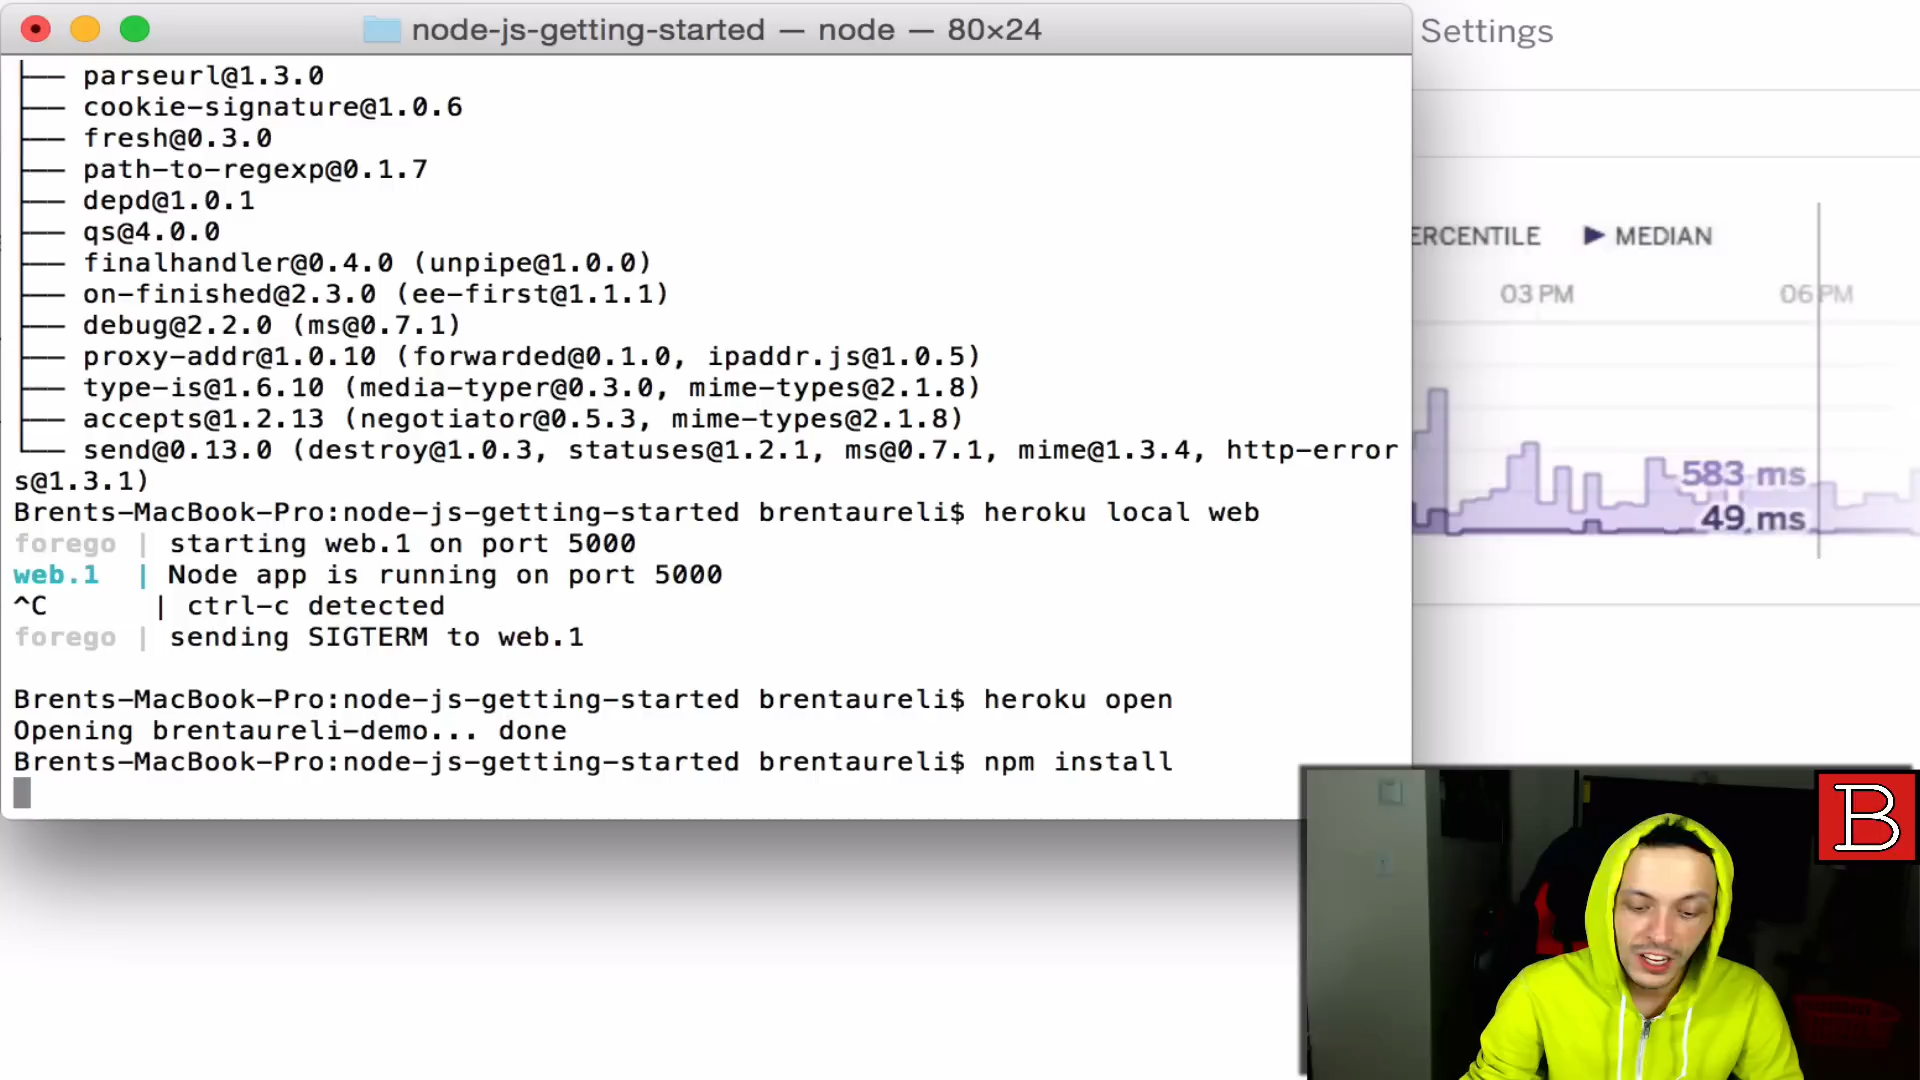 node-js-getting-started — node — 80×24
Settings
parseurl@1.3.0
cookie-signature@1.0.6
fresh@0.3.0
path-to-regexp@0.1.7
depd@1.0.1
qs@4.0.0
finalhandler@0.4.0 (unpipe@1.0.0)
on-finished@2.3.0 (ee-first@1.1.1)
debug@2.2.0 (ms@0.7.1)
proxy-addr@1.0.10 (forwarded@0.1.0, ipaddr.js@1.0.5)
type-is@1.6.10 (media-typer@0.3.0, mime-types@2.1.8)
accepts@1.2.13 (negotiator@0.5.3, mime-types@2.1.8)
send@0.13.0 (destroy@1.0.3, statuses@1.2.1, ms@0.7.1, mime@1.3.4, http-error
s@1.3.1)
Brents-MacBook-Pro:node-js-getting-started brentaureli$ heroku local web
forego | starting web.1 on port 5000
web.1 | Node app is running on port 5000
^C | ctrl-c detected
forego | sending SIGTERM to web.1
Brents-MacBook-Pro:node-js-getting-started brentaureli$ heroku open
Opening brentaureli-demo... done
Brents-MacBook-Pro:node-js-getting-started brentaureli$ npm install
ERCENTILE ▶ MEDIAN
03 PM 06 PM
583 ms
49 ms
B